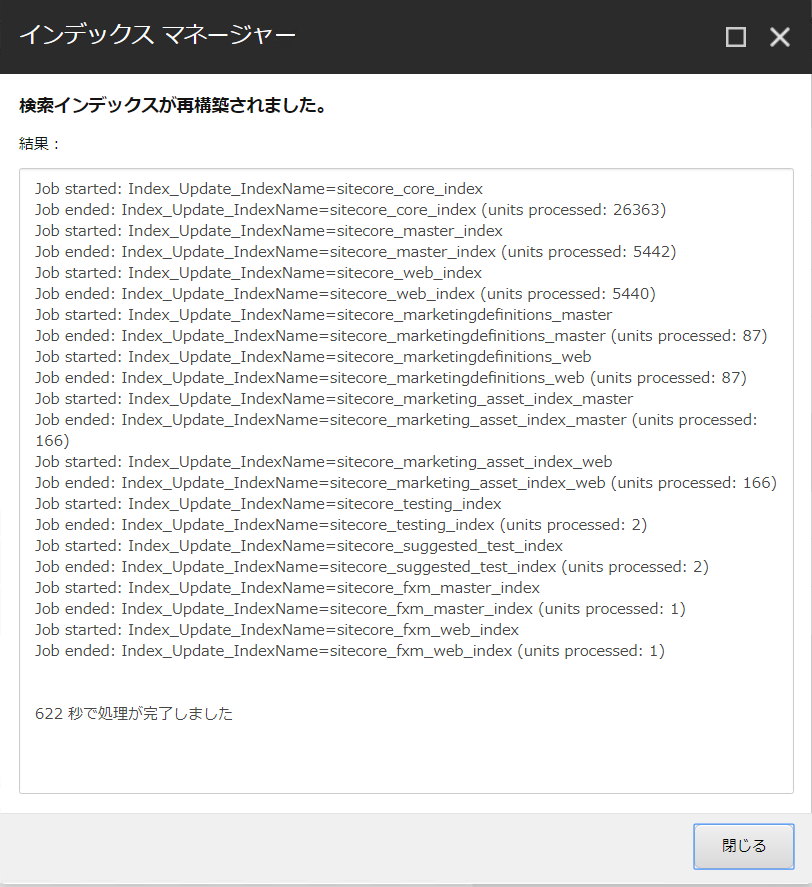 インデックス マネージャー
検索インデックスが再構築されました。
結果：
Job started: Index_Update_IndexName=sitecore_core_index
Job ended: Index_Update_IndexName=sitecore_core_index (units processed: 26363)
Job started: Index_Update_IndexName=sitecore_master_index
Job ended: Index_Update_IndexName=sitecore_master_index (units processed: 5442)
Job started: Index_Update_IndexName=sitecore_web_index
Job ended: Index_Update_IndexName=sitecore_web_index (units processed: 5440)
Job started: Index_Update_IndexName=sitecore_marketingdefinitions_master
Job ended: Index_Update_IndexName=sitecore_marketingdefinitions_master (units processed: 87)
Job started: Index_Update_IndexName=sitecore_marketingdefinitions_web
Job ended: Index_Update_IndexName=sitecore_marketingdefinitions_web (units processed: 87)
Job started: Index_Update_IndexName=sitecore_marketing_asset_index_master
Job ended: Index_Update_IndexName=sitecore_marketing_asset_index_master (units processed:
166)
Job started: Index_Update_IndexName=sitecore_marketing_asset_index_web
Job ended: Index_Update_IndexName=sitecore_marketing_asset_index_web (units processed: 166)
Job started: Index_Update_IndexName=sitecore_testing_index
Job ended: Index_Update_IndexName=sitecore_testing_index (units processed: 2)
Job started: Index_Update_IndexName=sitecore_suggested_test_index
Job ended: Index_Update_IndexName=sitecore_suggested_test_index (units processed: 2)
Job started: Index_Update_IndexName=sitecore_fxm_master_index
Job ended: Index_Update_IndexName=sitecore_fxm_master_index (units processed: 1)
Job started: Index_Update_IndexName=sitecore_fxm_web_index
Job ended: Index_Update_IndexName=sitecore_fxm_web_index (units processed: 1)
622 秒で処理が完了しました
閉じる